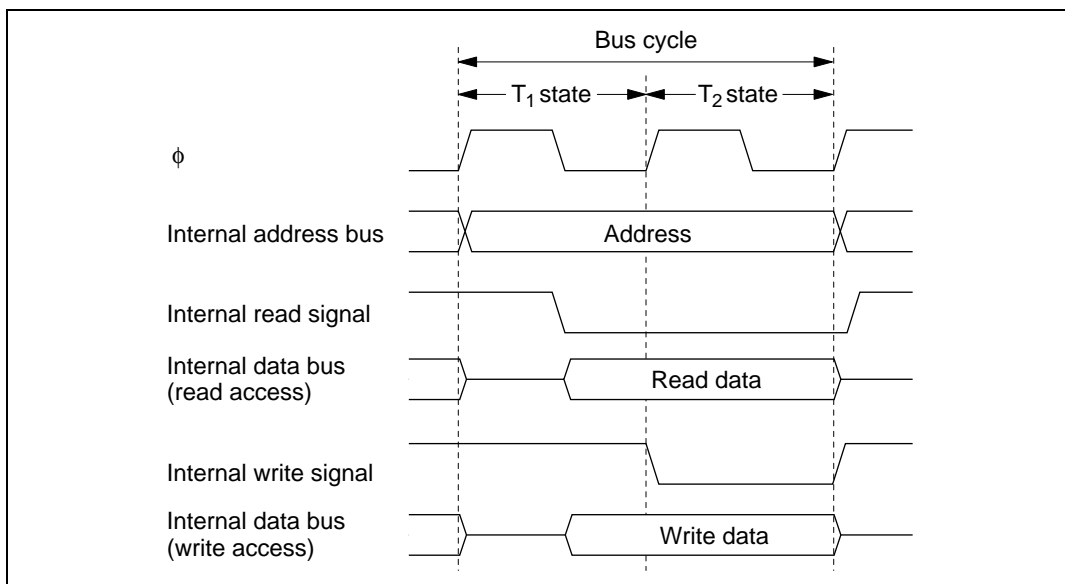 Bus cycle
T1 state
T2 state
φ
Internal address bus
Address
Internal read signal
Internal data bus
(read access)
Read data
Internal write signal
Internal data bus
(write access)
Write data